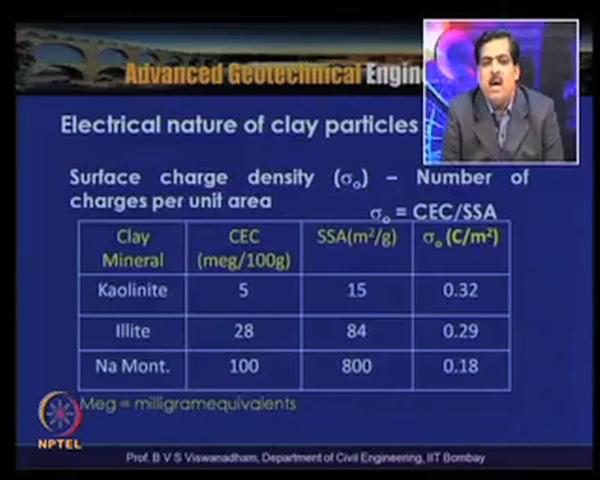 Advanced Geotechnical Engi
Electrical nature of clay particles
Surface charge density (σo) – Number of
charges per unit area
σo = CEC/SSA
Clay Mineral CEC (meg/100g) SSA(m²/g) σo (C/m²)
Kaolinite 5 15 0.32
Illite 28 84 0.29
Na Mont. 100 800 0.18
Meg = milligramequivalents
NPTEL
Prof. B V S Viswanadham, Department of Civil Engineering, IIT Bombay